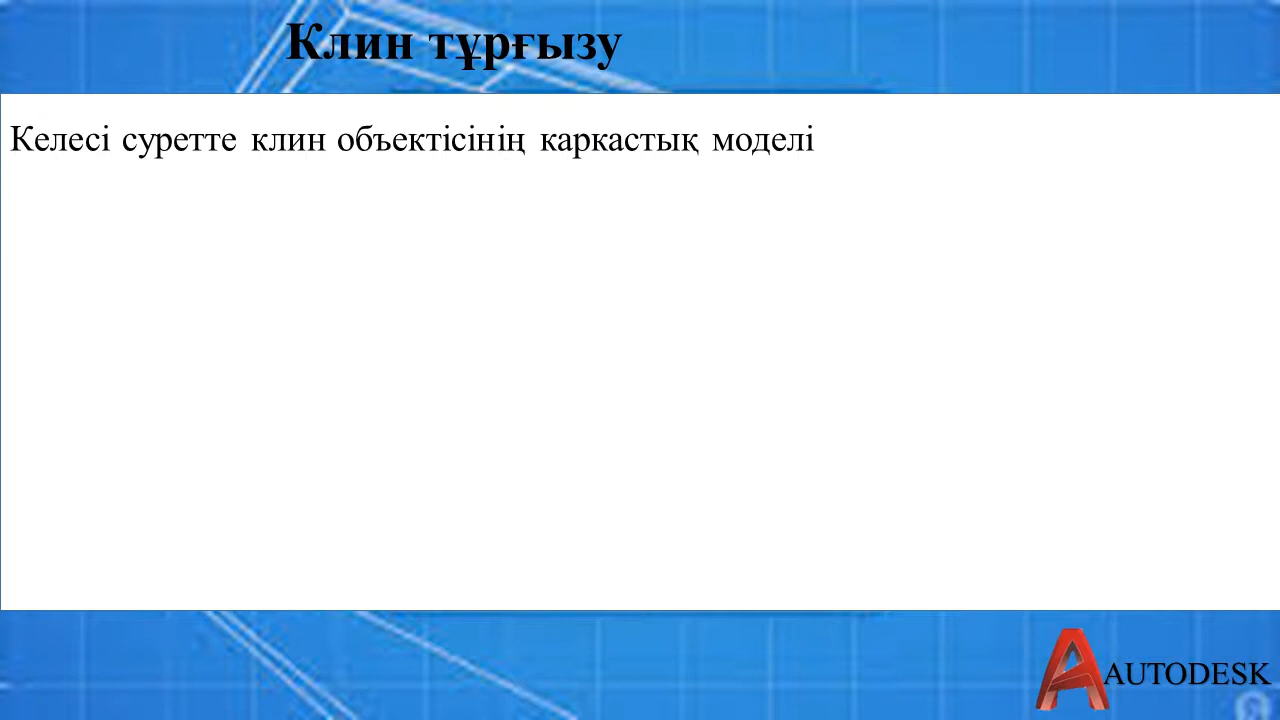 Клин тұрғызу
Келесі суретте клин объектісінің каркастық моделі
AUTODESK